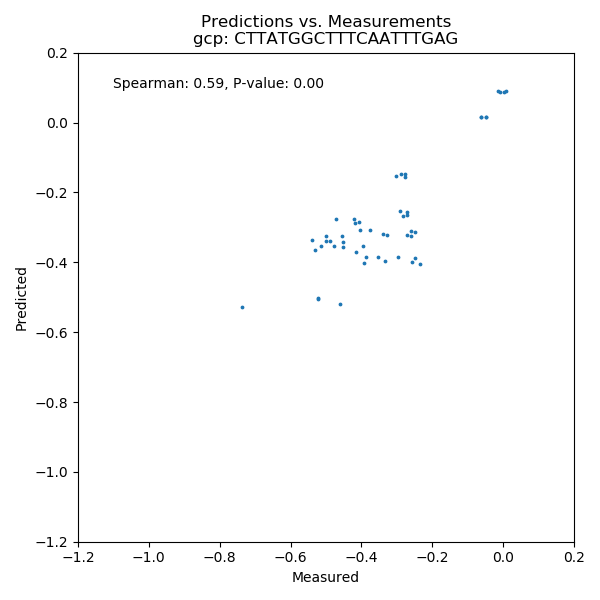 Predictions vs. Measurements
gcp: CTTATGGCTTTCAATTTGAG
Spearman: 0.59, P-value: 0.00
0.2
0.0
−0.2
−0.4
−0.6
−0.8
−1.0
−1.2
Predicted
−1.2 −1.0 −0.8 −0.6 −0.4 −0.2 0.0 0.2
Measured